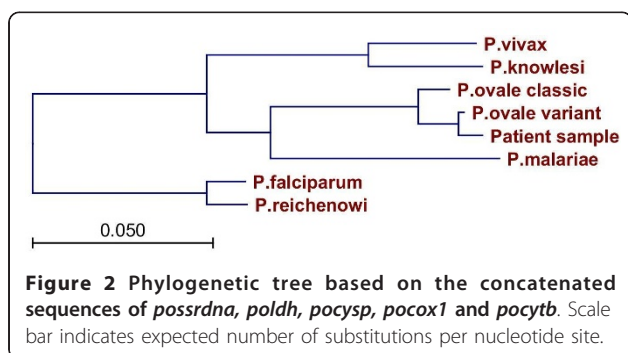 P.vivax
P.knowlesi
P.ovale classic
P.ovale variant
Patient sample
P.malariae
P.falciparum
P.reichenowi
0.050
Figure 2 Phylogenetic tree based on the concatenated
sequences of possrdna, poldh, pocysp, pocox1 and pocytb. Scale
bar indicates expected number of substitutions per nucleotide site.